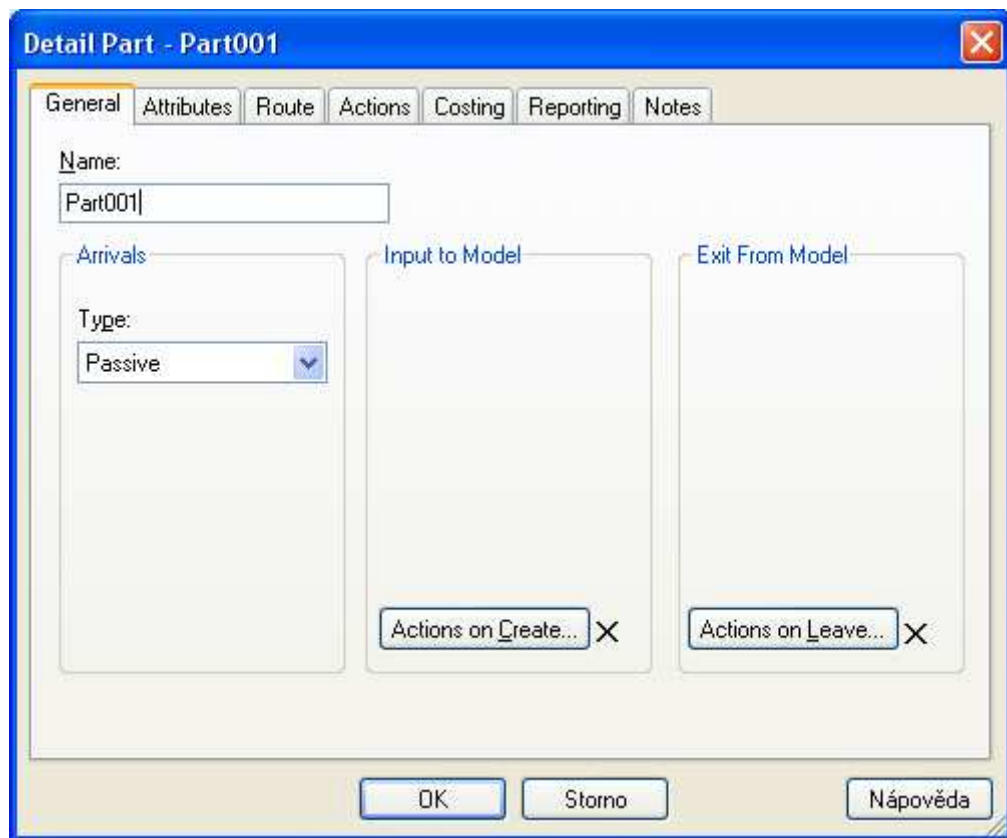 Detail Part - Part001
General Attributes Route Actions Costing Reporting Notes
Name:
Part001
Arrivals Input to Model Exit From Model
Type:
Passive
Actions on Create... Actions on Leave...
OK Storno Nápověda